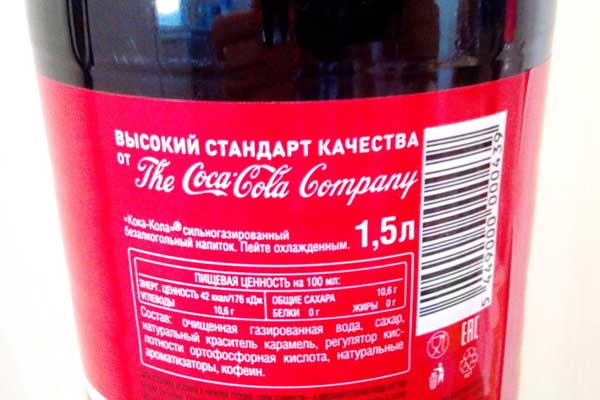 ВЫСОКИЙ СТАНДАРТ КАЧЕСТВА
от The Coca-Cola Company
«Кока-Кола»® сильногазированный
безалкогольный напиток. Пейте охлажденным. 1,5л
ПИЩЕВАЯ ЦЕННОСТЬ на 100 мл:
ЭНЕРГ. ЦЕННОСТЬ 42 ккал/176 кДж
УГЛЕВОДЫ 10,6 г
ОБЩИЕ САХАРА 10,6 г
БЕЛКИ 0 г ЖИРЫ 0 г
Состав: очищенная газированная вода, сахар,
натуральный краситель карамель, регулятор кис-
лотности ортофосфорная кислота, натуральные
ароматизаторы, кофеин.
5 449000 000439
EAC